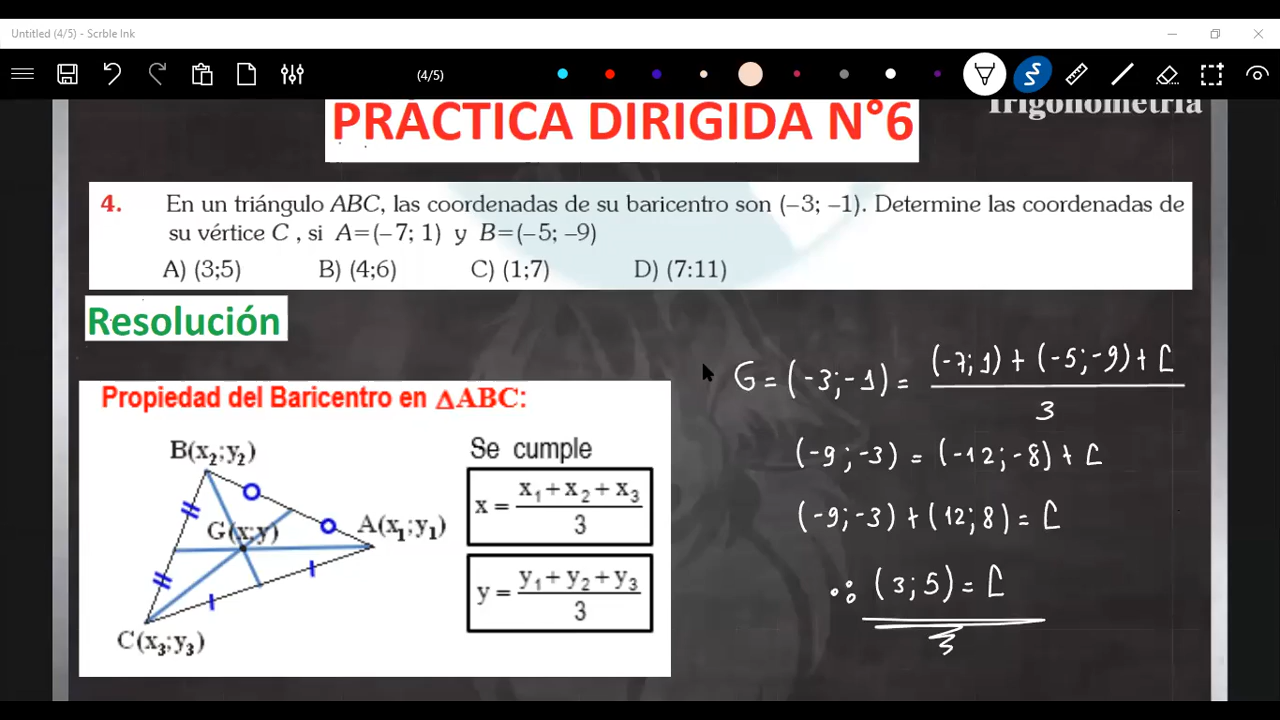 Untitled (4/5) - Scrble Ink
(4/5)
PRACTICA DIRIGIDA N°6
Trigonometría
4. En un triángulo ABC, las coordenadas de su baricentro son (–3; –1). Determine las coordenadas de
su vértice C , si A=(–7; 1) y B=(–5; –9)
A) (3;5) B) (4;6) C) (1;7) D) (7:11)
Resolución
Propiedad del Baricentro en △ABC:
B(x₂;y₂)
G(x;y)
A(x₁;y₁)
C(x₃;y₃)
Se cumple
x = (x₁ + x₂ + x₃)/3
y = (y₁ + y₂ + y₃)/3
G = (-3;-1) = ((-7;1) + (-5;-9) + C)/3
(-9;-3) = (-12;-8) + C
(-9;-3) + (12;8) = C
∴ (3;5) = C